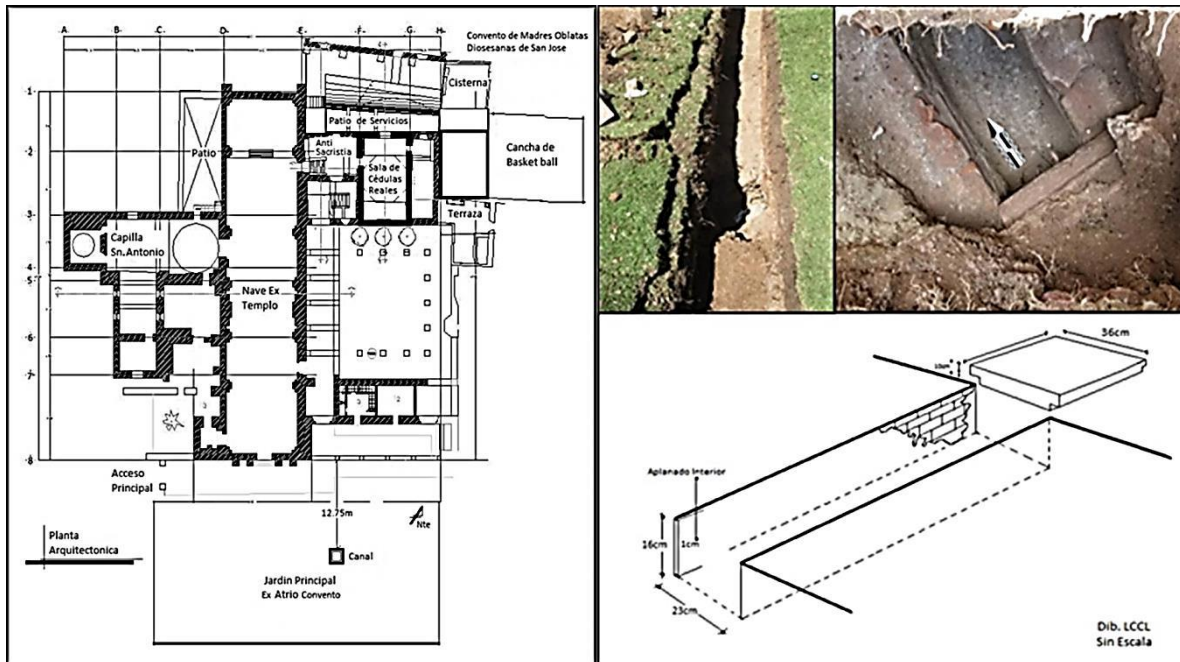 A
B
C
D
E
F
G
H
Convento de Madres Oblatas
Diosesanas de San Jose
1
2
3
4
5
6
7
8
Cisterna
Patio de Servicios
Patio
Anti
Sacristia
Sala de
Cédulas
Reales
Cancha de
Basket ball
Terraza
Capilla
Sn.Antonio
Nave Ex
Templo
Acceso
Principal
12.75m
Nte
Planta
Arquitectonica
Canal
Jardin Principal
Ex Atrio Convento
36cm
10cm
Aplanado Interior
16cm
1cm
23cm
Dib. LCCL
Sin Escala